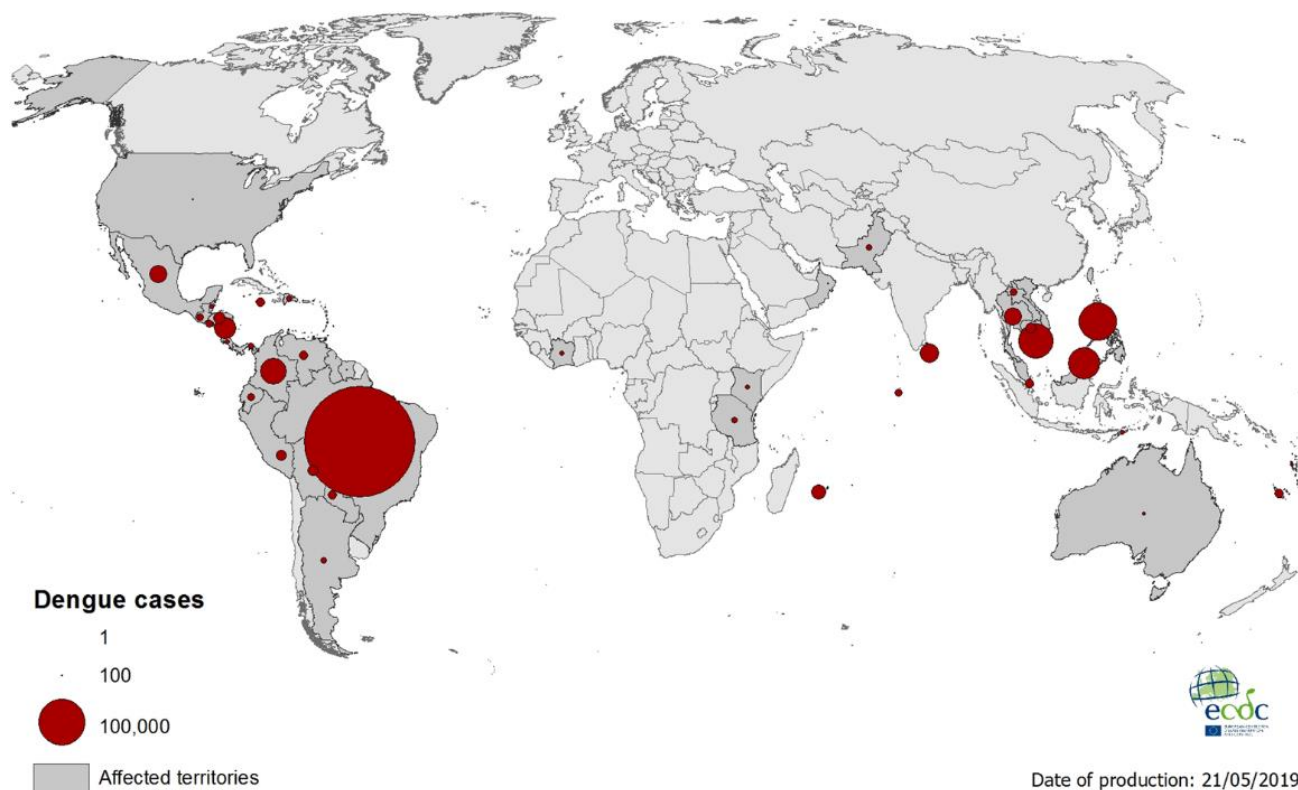 Dengue cases
1
100
100,000
Affected territories
ecdc
Date of production: 21/05/2019